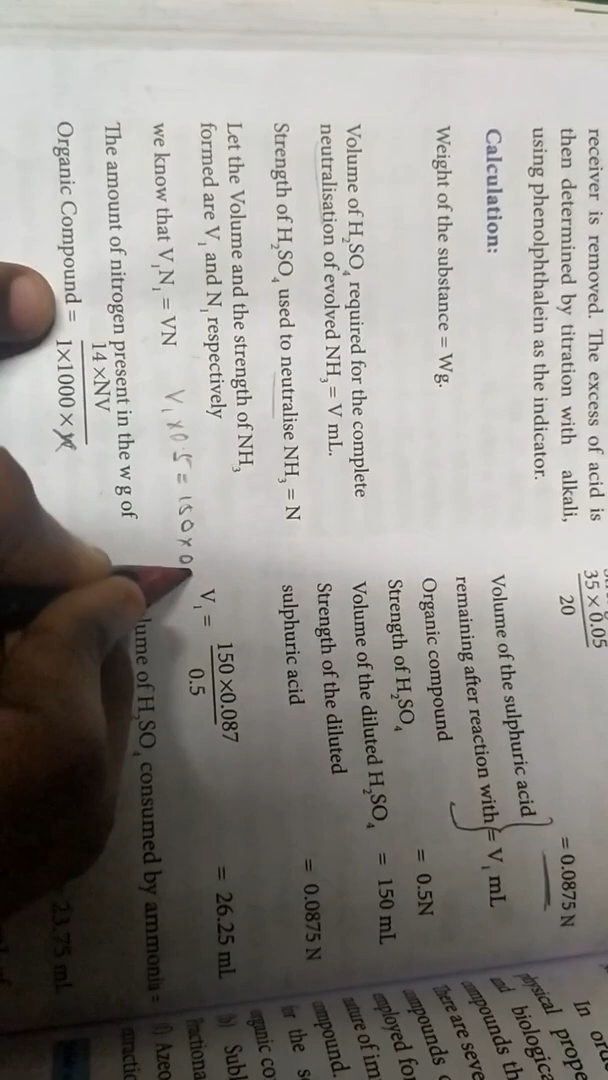 receiver is removed. The excess of acid is
then determined by titration with alkali,
using phenolphthalein as the indicator.
Calculation:
Weight of the substance = Wg.
Volume of H₂SO₄ required for the complete
neutralisation of evolved NH₃ = V mL.
Strength of H₂SO₄ used to neutralise NH₃ = N
Let the Volume and the strength of NH₃
formed are V₁ and N₁ respectively
we know that V₁N₁ = VN
V₁ x 0.5 = 150 x 0
The amount of nitrogen present in the w g of
Organic Compound =
14 ×NV
1×1000 ×
35 × 0.05
20
= 0.0875 N
Volume of the sulphuric acid
remaining after reaction with = V₁ mL
Organic compound
Strength of H₂SO₄ = 0.5N
Volume of the diluted H₂SO₄ = 150 mL
Strength of the diluted
sulphuric acid = 0.0875 N
V₁ =
150 ×0.087
0.5
= 26.25 mL
lume of H₂SO₄ consumed by ammonia =
23.75 mL
In
physical prope
and biologica
compounds th
There are seve
compounds
employed fo
nature of im
compound.
for the
organic co
b) Subl
fractiona
f) Azeo